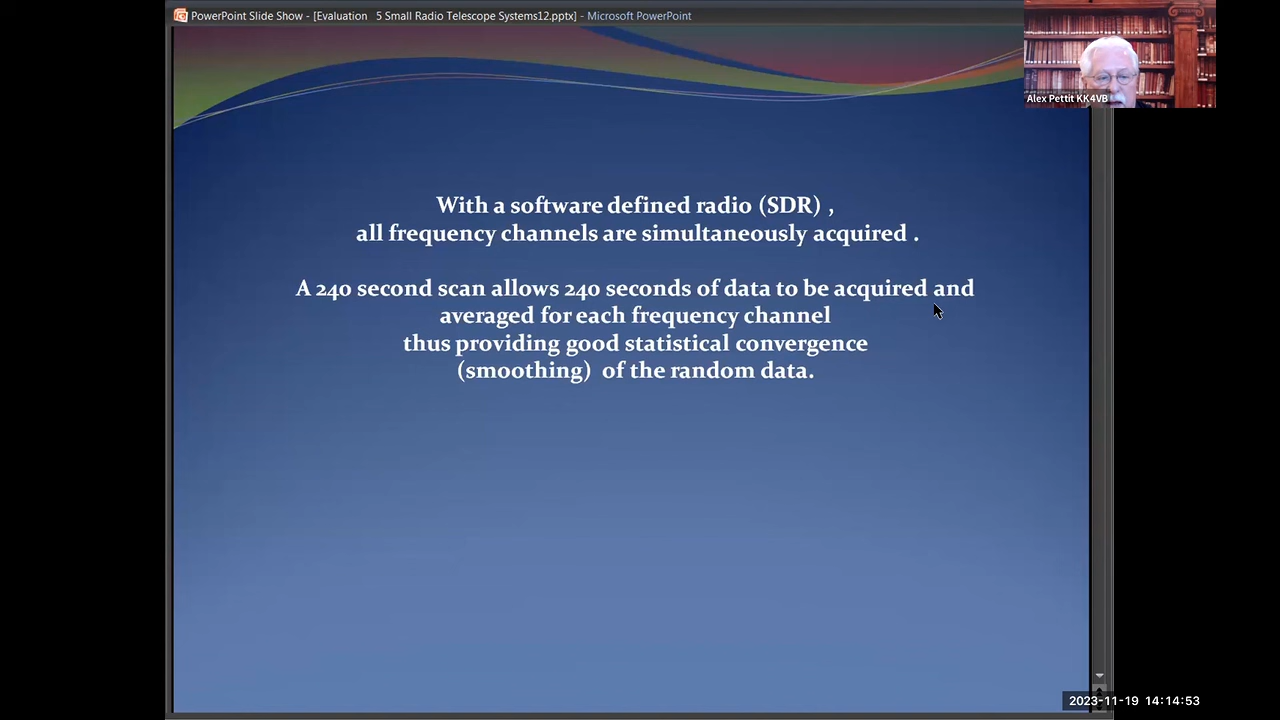 PowerPoint Slide Show - [Evaluation   5 Small Radio Telescope Systems12.pptx] - Microsoft PowerPoint
Alex Pettit KK4VB
With a software defined radio (SDR) ,
all frequency channels are simultaneously acquired .
A 240 second scan allows 240 seconds of data to be acquired and
averaged for each frequency channel
thus providing good statistical convergence
(smoothing)  of the random data.
2023-11-19 14:14:53